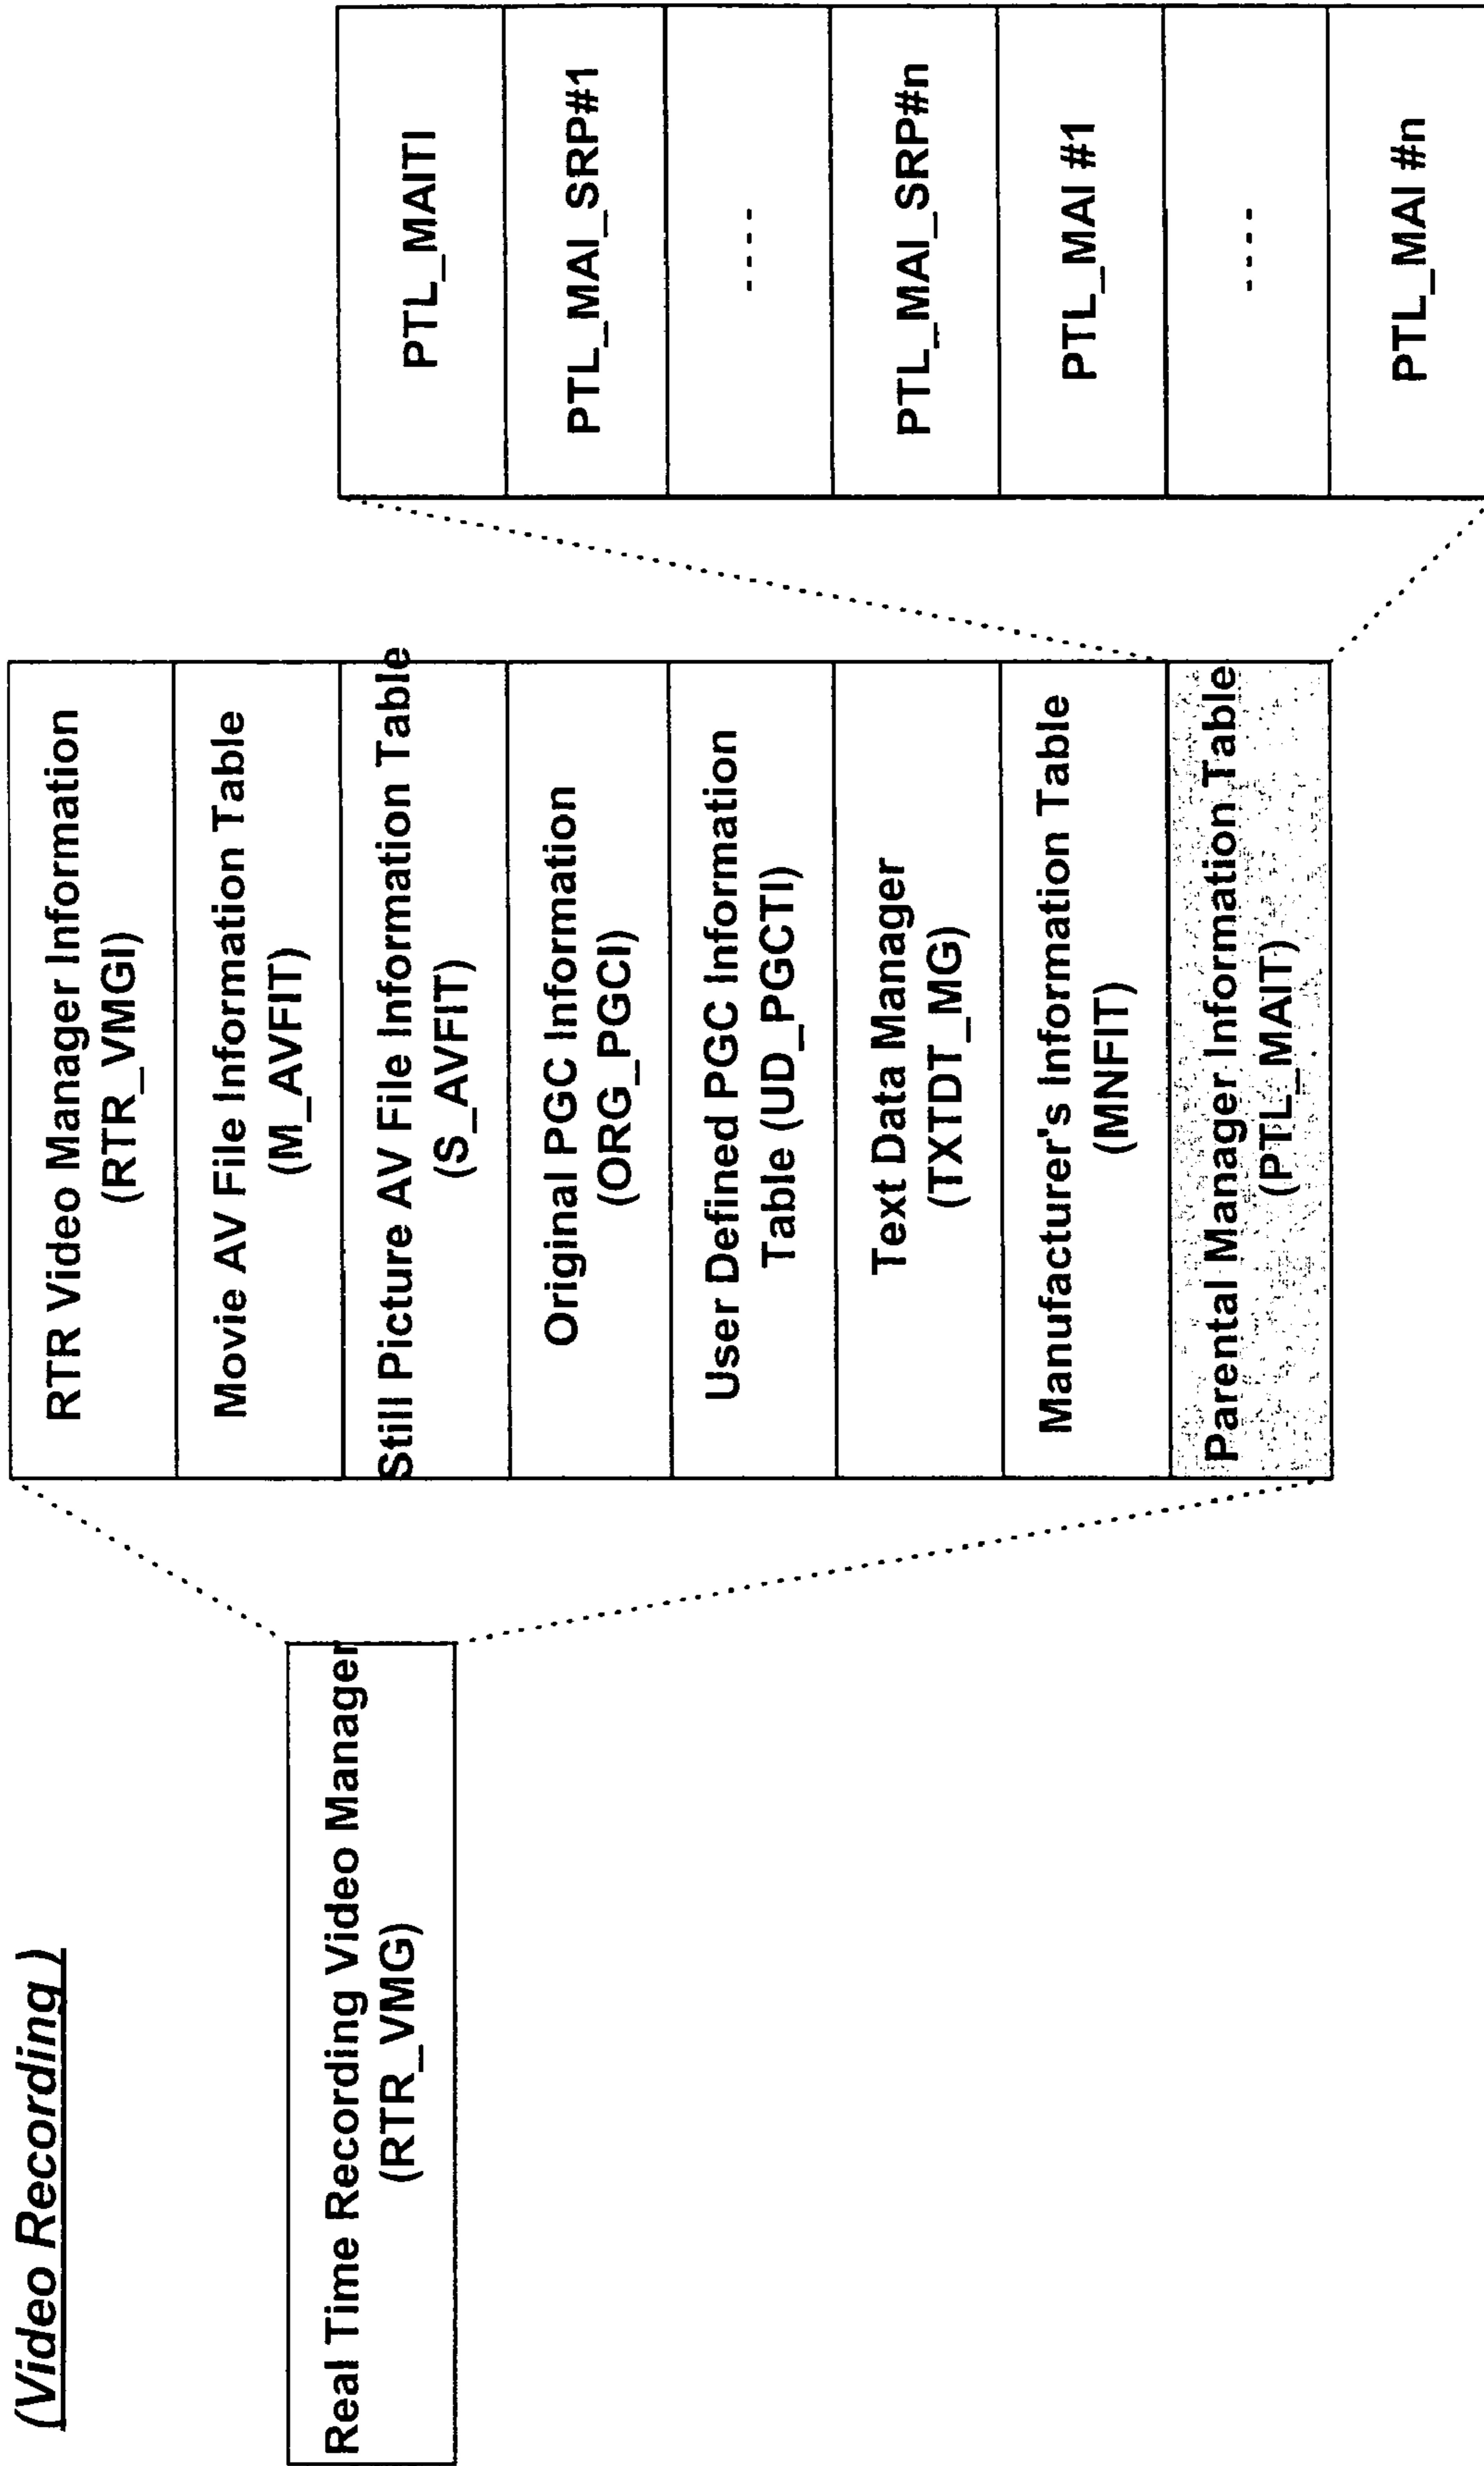 (Video Recording )
Real Time Recording Video Manager
(RTR_VMG)
RTR Video Manager Information
(RTR_VMGI)
Movie AV File Information Table
(M_AVFIT)
Still Picture AV File Information Table
(S_AVFIT)
Original PGC Information
(ORG_PGCI)
User Defined PGC Information
Table (UD_PGCTI)
Text Data Manager
(TXTDT_MG)
Manufacturer's Information Table
(MNFIT)
Parental Manager Information Table
(PTL_MAIT)
PTL_MAITI
PTL_MAI_SRP#1
----
PTL_MAI_SRP#n
PTL_MAI #1
----
PTL_MAI #n